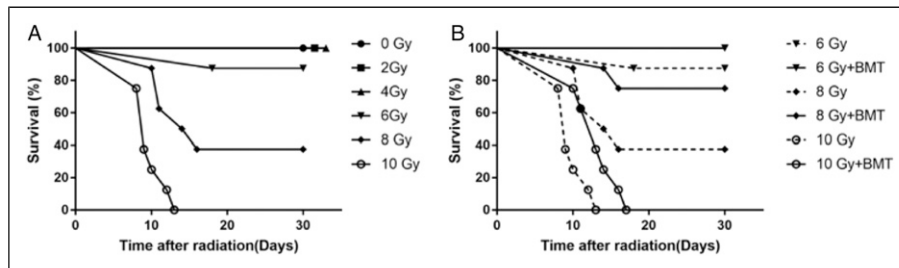 A
Survival (%)
100
80
60
40
20
0
0
10
20
30
Time after radiation(Days)
0 Gy
2Gy
4Gy
6Gy
8 Gy
10 Gy
B
Survival (%)
100
80
60
40
20
0
0
10
20
30
Time after radiation(Days)
6 Gy
6 Gy+BMT
8 Gy
8 Gy+BMT
10 Gy
10 Gy+BMT